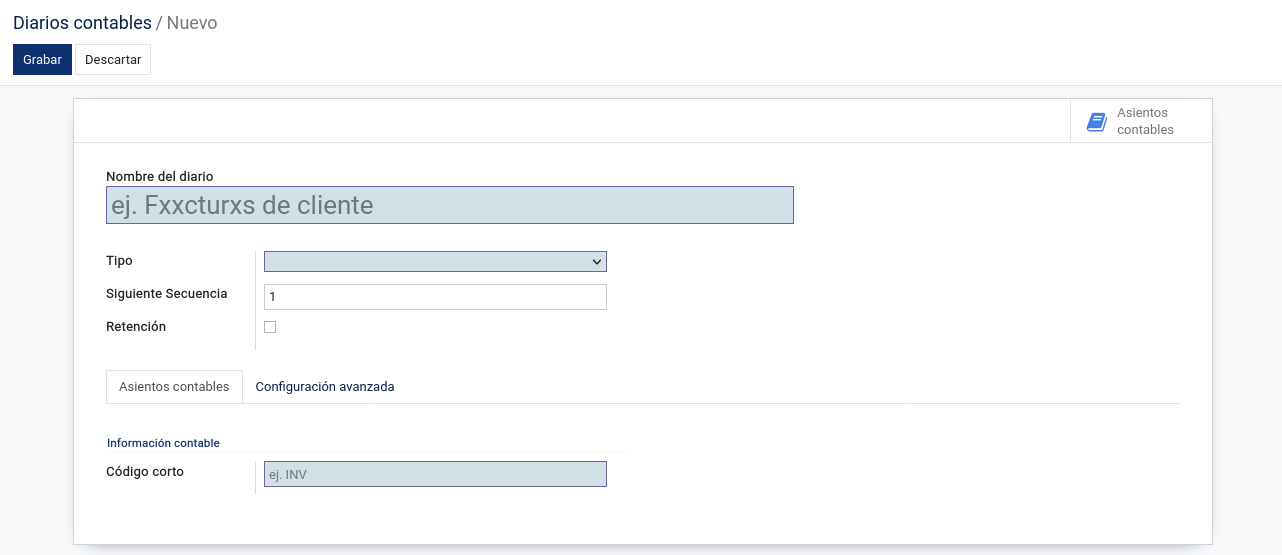 Diarios contables / Nuevo
Grabar Descartar
Asientos
contables
Nombre del diario
ej. Fxxcturxs de cliente
Tipo
Siguiente Secuencia 1
Retención
Asientos contables Configuración avanzada
Información contable
Código corto ej. INV